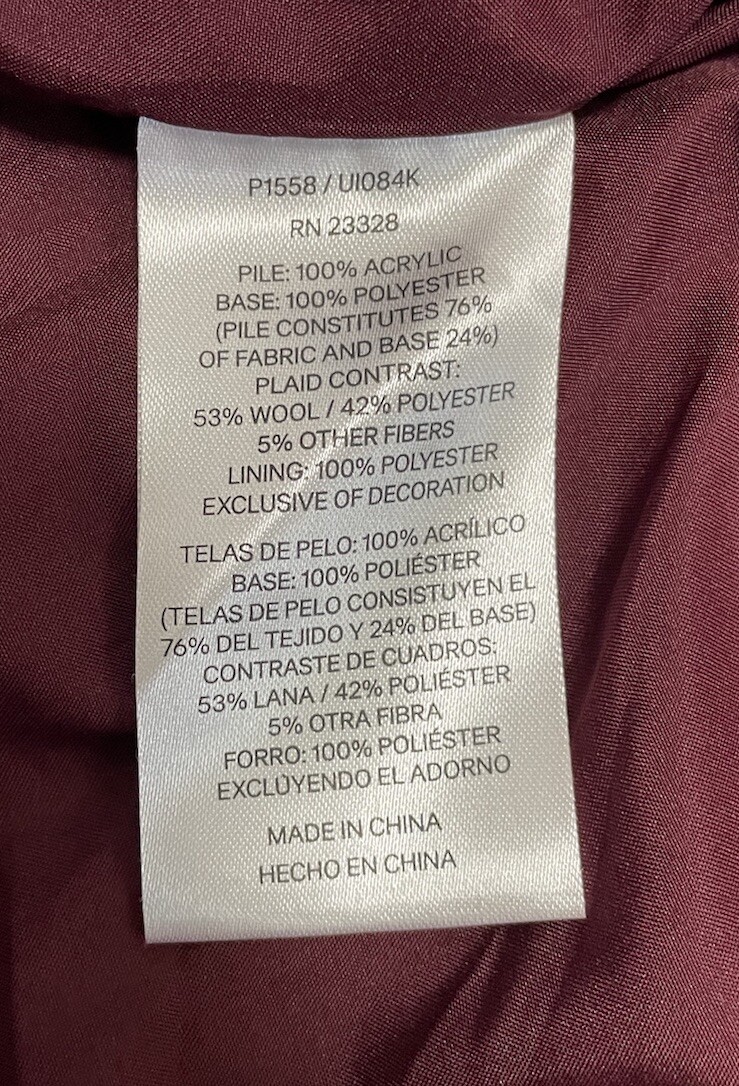 P1558 / UI084K
RN 23328
PILE: 100% ACRYLIC
BASE: 100% POLYESTER
(PILE CONSTITUTES 76%
OF FABRIC AND BASE 24%)
PLAID CONTRAST:
53% WOOL / 42% POLYESTER
5% OTHER FIBERS
LINING: 100% POLYESTER
EXCLUSIVE OF DECORATION
TELAS DE PELO: 100% ACRÍLICO
BASE: 100% POLIÉSTER
(TELAS DE PELO CONSISTUYEN EL
76% DEL TEJIDO Y 24% DEL BASE)
CONTRASTE DE CUADROS:
53% LANA / 42% POLIÉSTER
5% OTRA FIBRA
FORRO: 100% POLIÉSTER
EXCLUYENDO EL ADORNO
MADE IN CHINA
HECHO EN CHINA